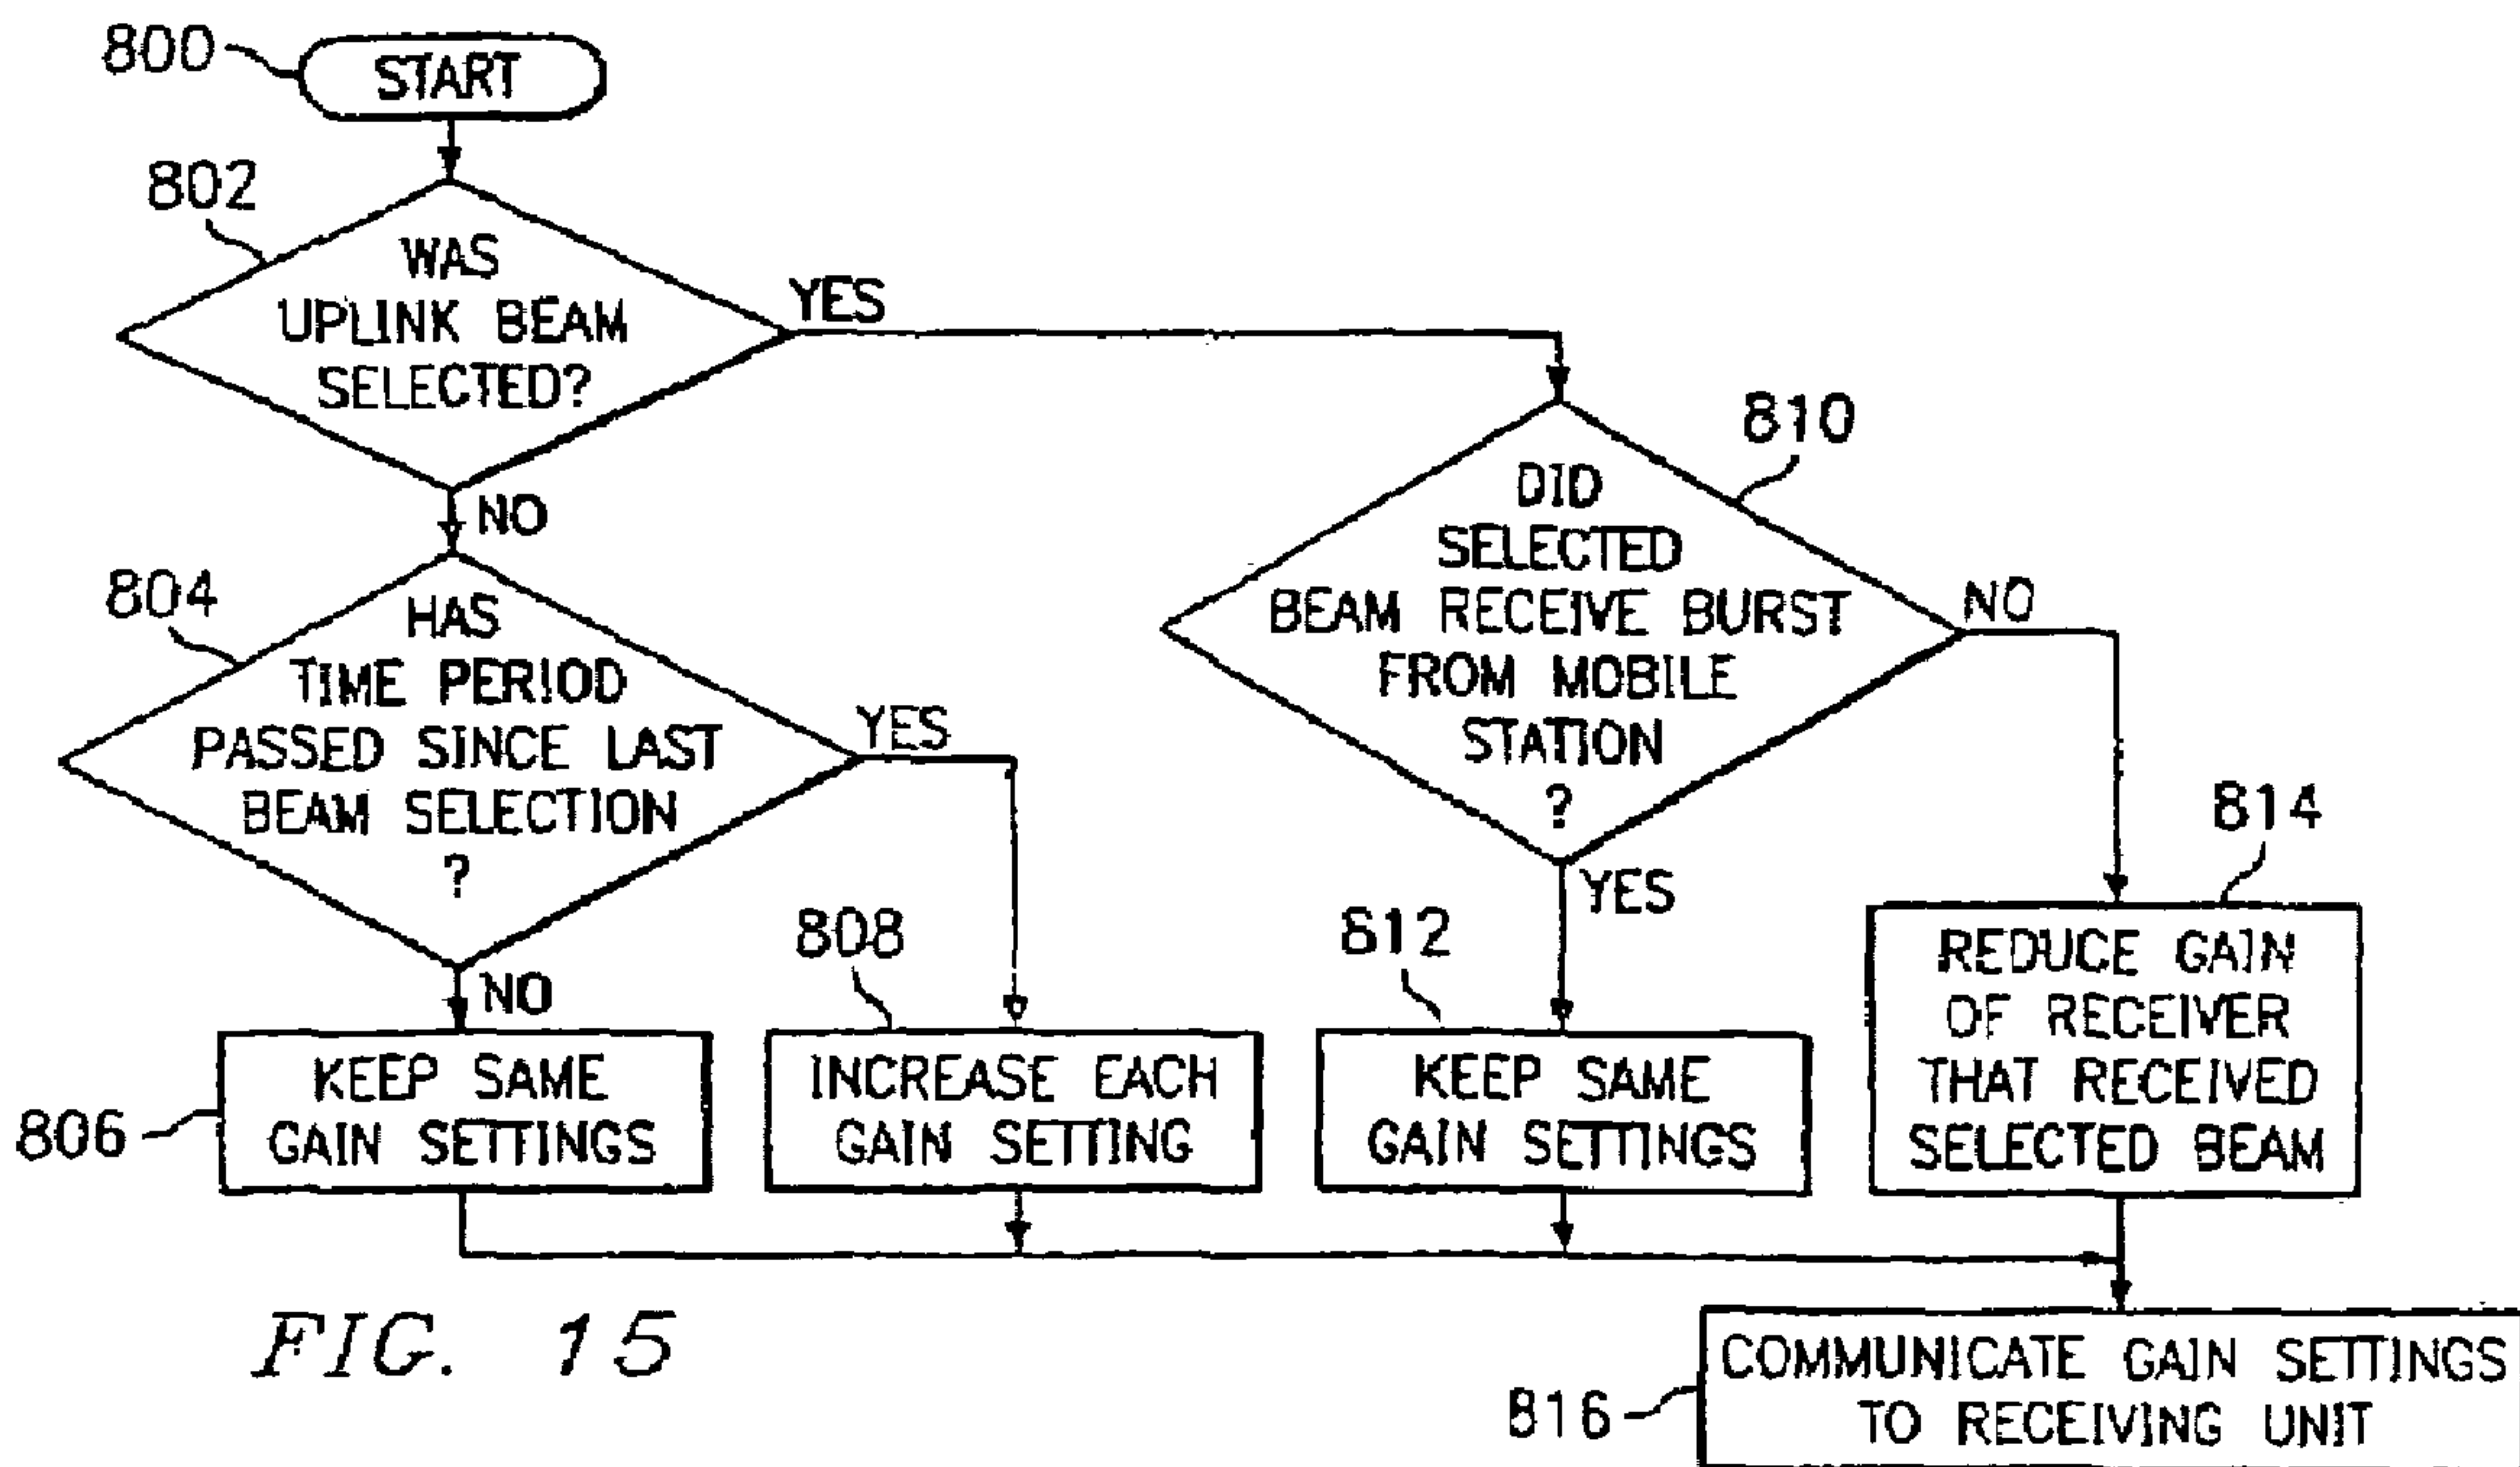 800
START
802
WAS
UPLINK BEAM
SELECTED?
YES
NO
804
HAS
TIME PERIOD
PASSED SINCE LAST
BEAM SELECTION
?
YES
NO
806
KEEP SAME
GAIN SETTINGS
808
INCREASE EACH
GAIN SETTING
810
DID
SELECTED
BEAM RECEIVE BURST
FROM MOBILE
STATION
?
NO
YES
612
KEEP SAME
GAIN SETTINGS
814
REDUCE GAIN
OF RECEIVER
THAT RECEIVED
SELECTED BEAM
816
COMMUNICATE GAIN SETTINGS
TO RECEIVING UNIT
FIG. 15